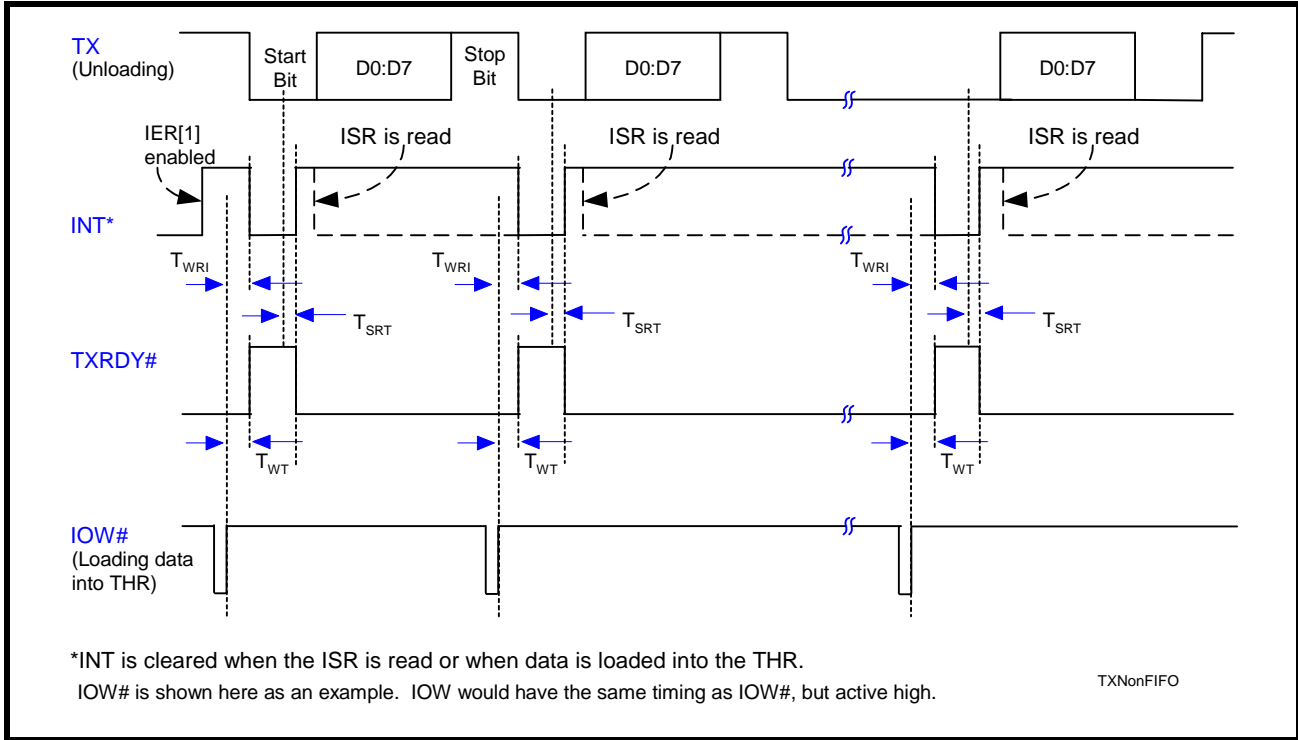 TX
(Unloading)
Start
Bit
D0:D7
Stop
Bit
D0:D7
D0:D7
IER[1]
enabled
ISR is read
ISR is read
ISR is read
INT*
TWRI
TWRI
TWRI
TSRT
TSRT
TSRT
TXRDY#
TWT
TWT
TWT
IOW#
(Loading data
into THR)
*INT is cleared when the ISR is read or when data is loaded into the THR.
IOW# is shown here as an example. IOW would have the same timing as IOW#, but active high.
TXNonFIFO